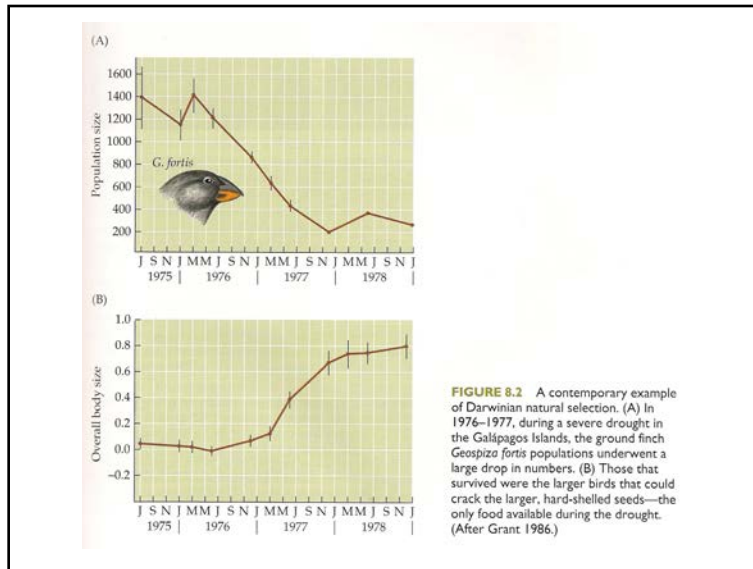 (A)
1600
1400
1200
1000
800
600
400
200
Population size
G. fortis
J S N J M M J S N J M M J S N J M M J S N J
1975 | 1976 | 1977 | 1978 |
(B)
1.0
0.8
0.6
0.4
0.2
0.0
–0.2
Overall body size
J S N J M M J S N J M M J S N J M M J S N J
1975 | 1976 | 1977 | 1978 |
FIGURE 8.2 A contemporary example
of Darwinian natural selection. (A) In
1976–1977, during a severe drought in
the Galápagos Islands, the ground finch
Geospiza fortis populations underwent a
large drop in numbers. (B) Those that
survived were the larger birds that could
crack the larger, hard-shelled seeds—the
only food available during the drought.
(After Grant 1986.)